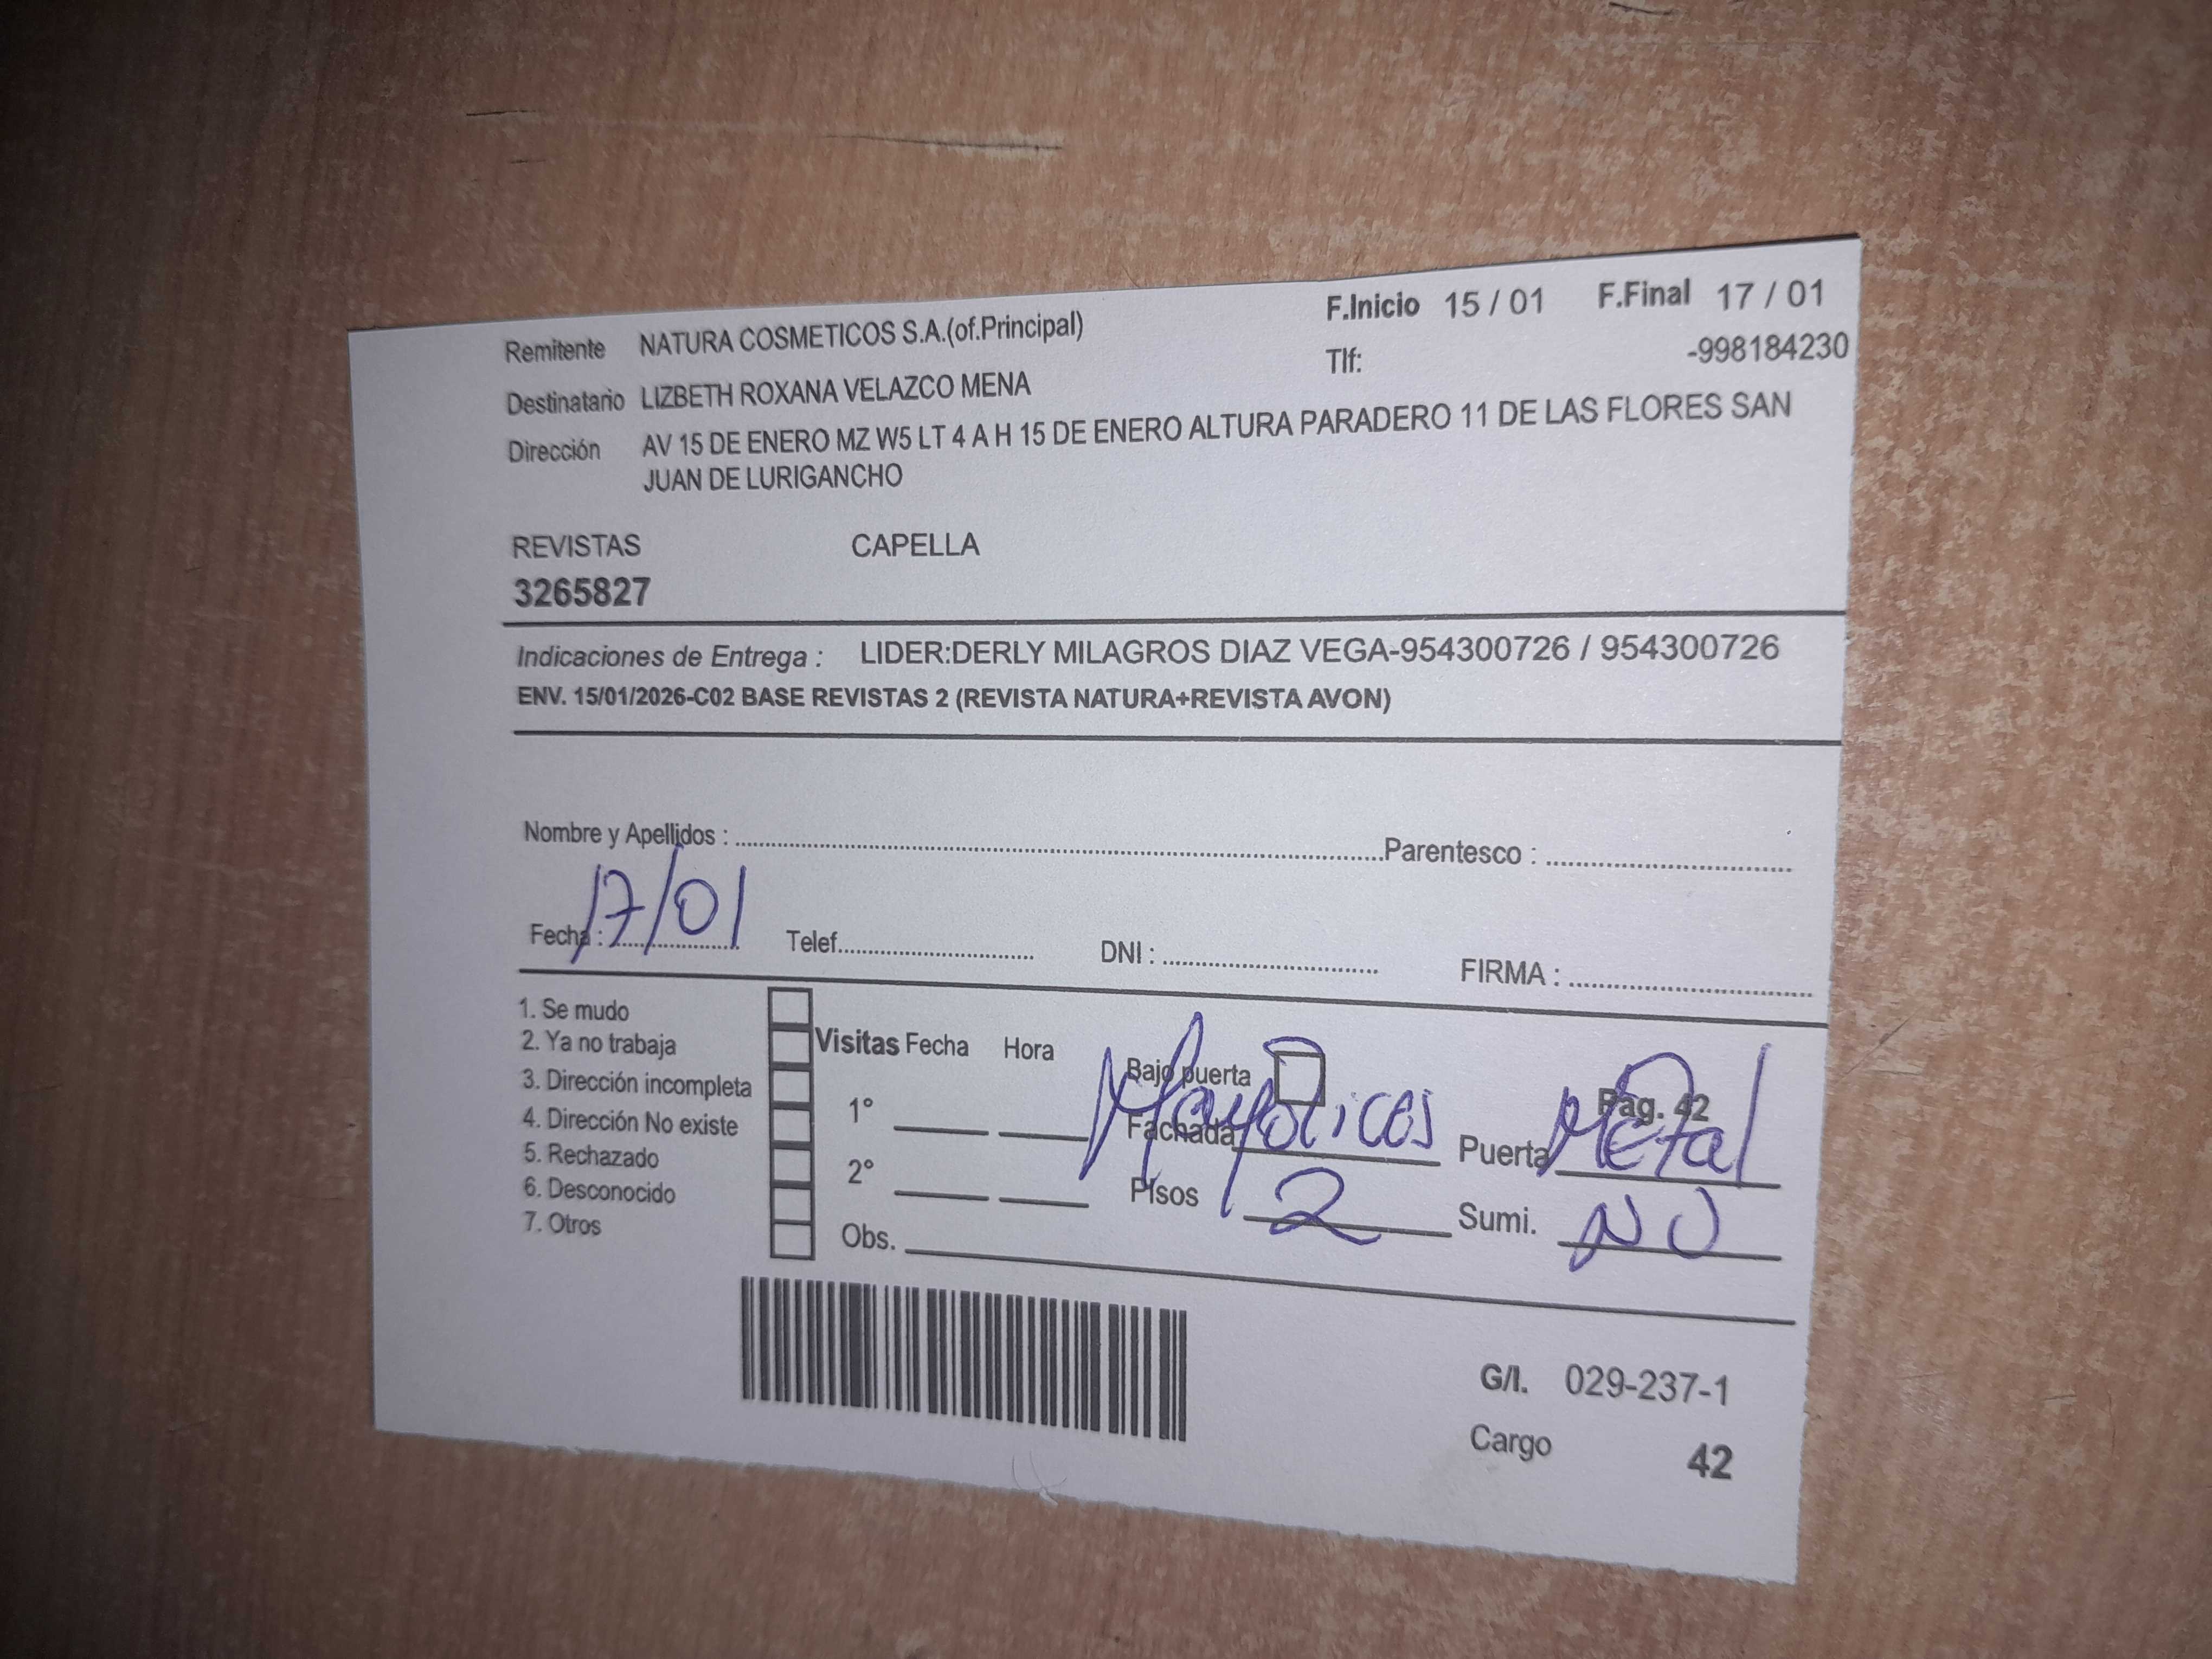 F.Inicio 15 / 01 F.Final 17 / 01
Remitente NATURA COSMETICOS S.A.(of.Principal)
Tlf: -998184230
Destinatario LIZBETH ROXANA VELAZCO MENA
Dirección AV 15 DE ENERO MZ W5 LT 4 A H 15 DE ENERO ALTURA PARADERO 11 DE LAS FLORES SAN
JUAN DE LURIGANCHO
REVISTAS CAPELLA
3265827
Indicaciones de Entrega : LIDER:DERLY MILAGROS DIAZ VEGA-954300726 / 954300726
ENV. 15/01/2026-C02 BASE REVISTAS 2 (REVISTA NATURA+REVISTA AVON)
Nombre y Apellidos : Parentesco :
Fecha : 17/01 Telef. DNI : FIRMA :
1. Se mudo
2. Ya no trabaja
3. Dirección incompleta
4. Dirección No existe
5. Rechazado
6. Desconocido
7. Otros
Visitas Fecha Hora
1°
2°
Obs.
Bajo puerta
Pag. 42
Fachada Mayolicas Puerta Metal
Pisos 2 Sumi. NO
G/I. 029-237-1
Cargo 42